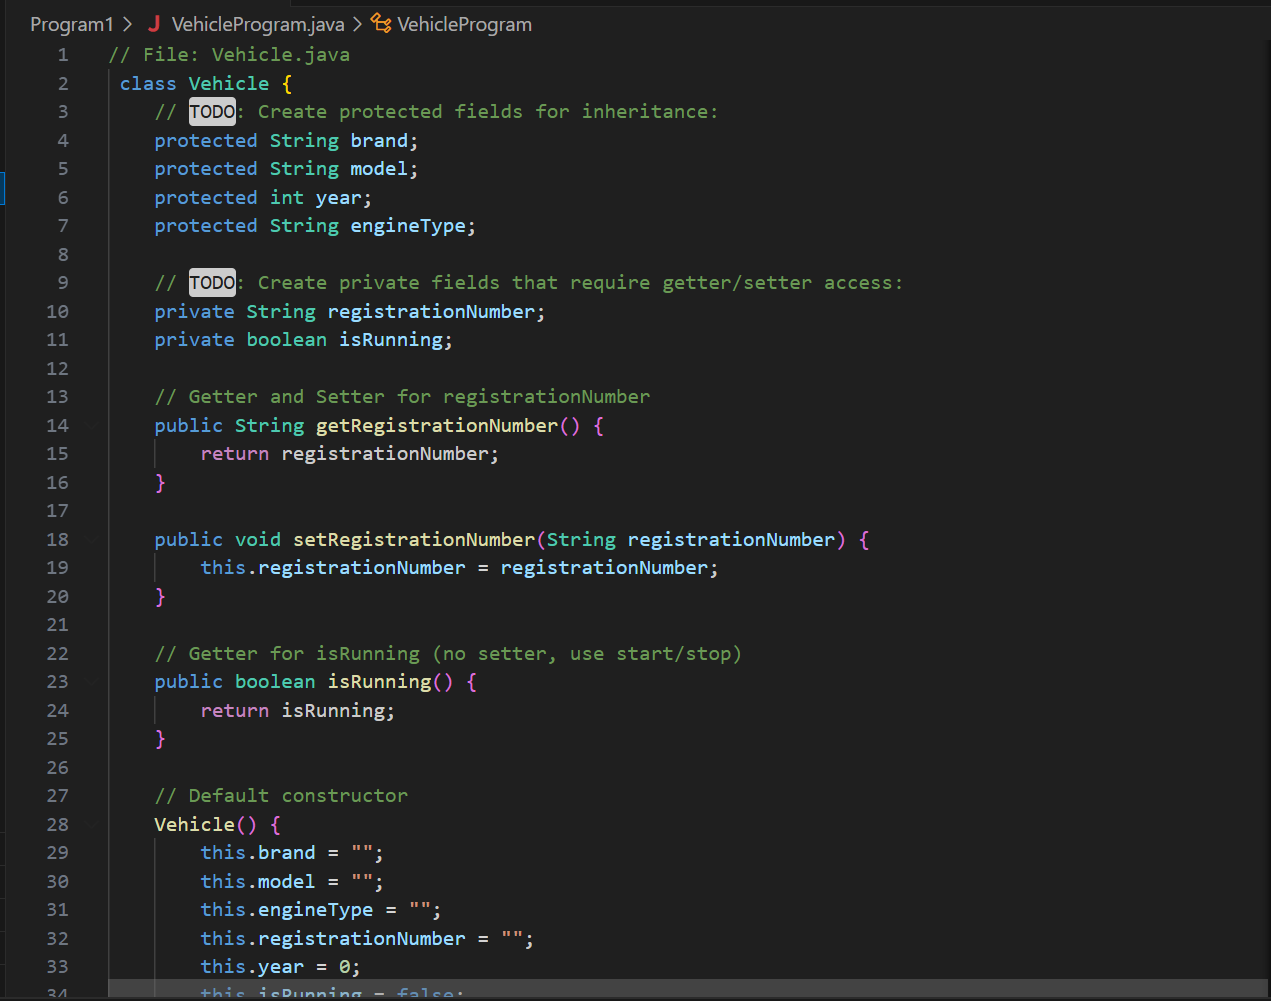 Program1 > J VehicleProgram.java > VehicleProgram
1 // File: Vehicle.java
2 class Vehicle {
3 // TODO: Create protected fields for inheritance:
4 protected String brand;
5 protected String model;
6 protected int year;
7 protected String engineType;
8
9 // TODO: Create private fields that require getter/setter access:
10 private String registrationNumber;
11 private boolean isRunning;
12
13 // Getter and Setter for registrationNumber
14 public String getRegistrationNumber() {
15 return registrationNumber;
16 }
17
18 public void setRegistrationNumber(String registrationNumber) {
19 this.registrationNumber = registrationNumber;
20 }
21
22 // Getter for isRunning (no setter, use start/stop)
23 public boolean isRunning() {
24 return isRunning;
25 }
26
27 // Default constructor
28 Vehicle() {
29 this.brand = "";
30 this.model = "";
31 this.engineType = "";
32 this.registrationNumber = "";
33 this.year = 0;
34 this.isRunning = false;